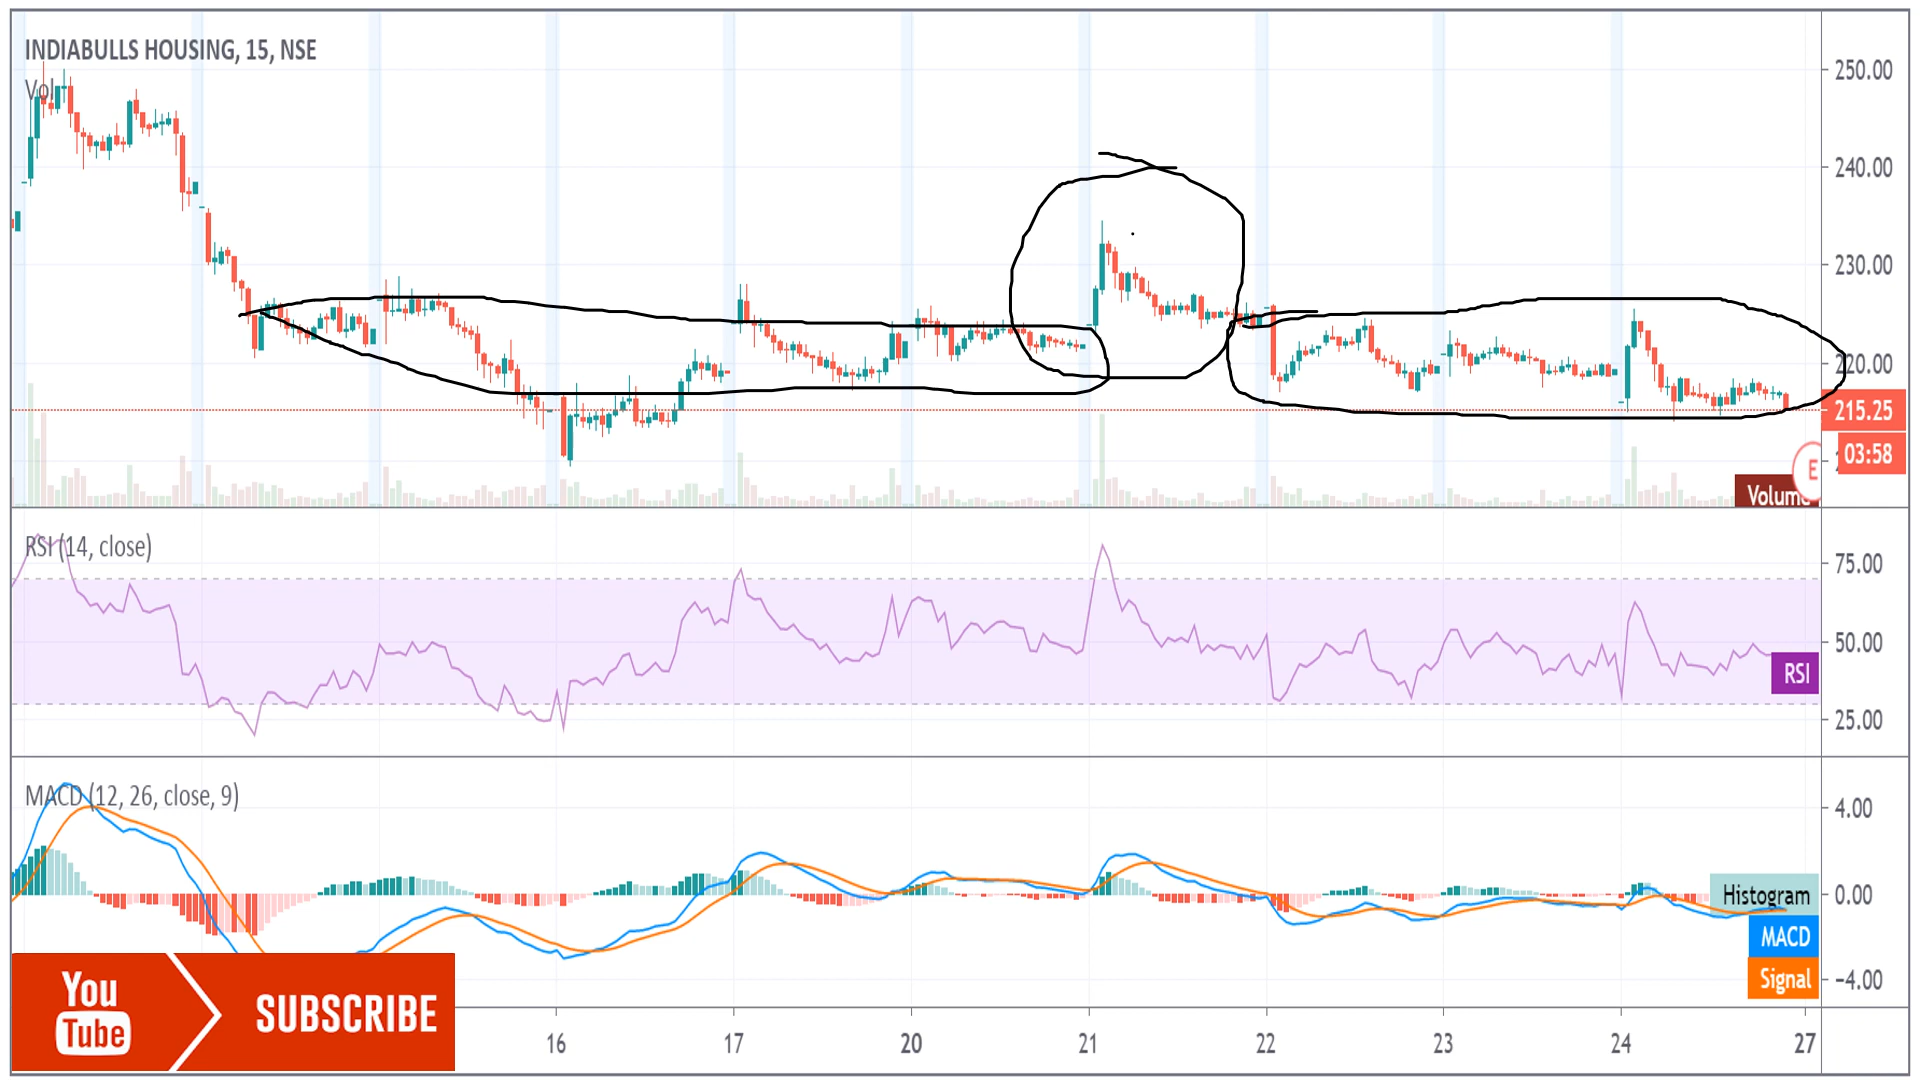 INDIABULLS HOUSING, 15, NSE
Vol
250.00
240.00
230.00
220.00
215.25
03:58
E
Volume
RSI (14, close)
75.00
50.00
RSI
25.00
MACD (12, 26, close, 9)
4.00
Histogram
0.00
MACD
Signal
−4.00
You
Tube
SUBSCRIBE
16 17 20 21 22 23 24 27